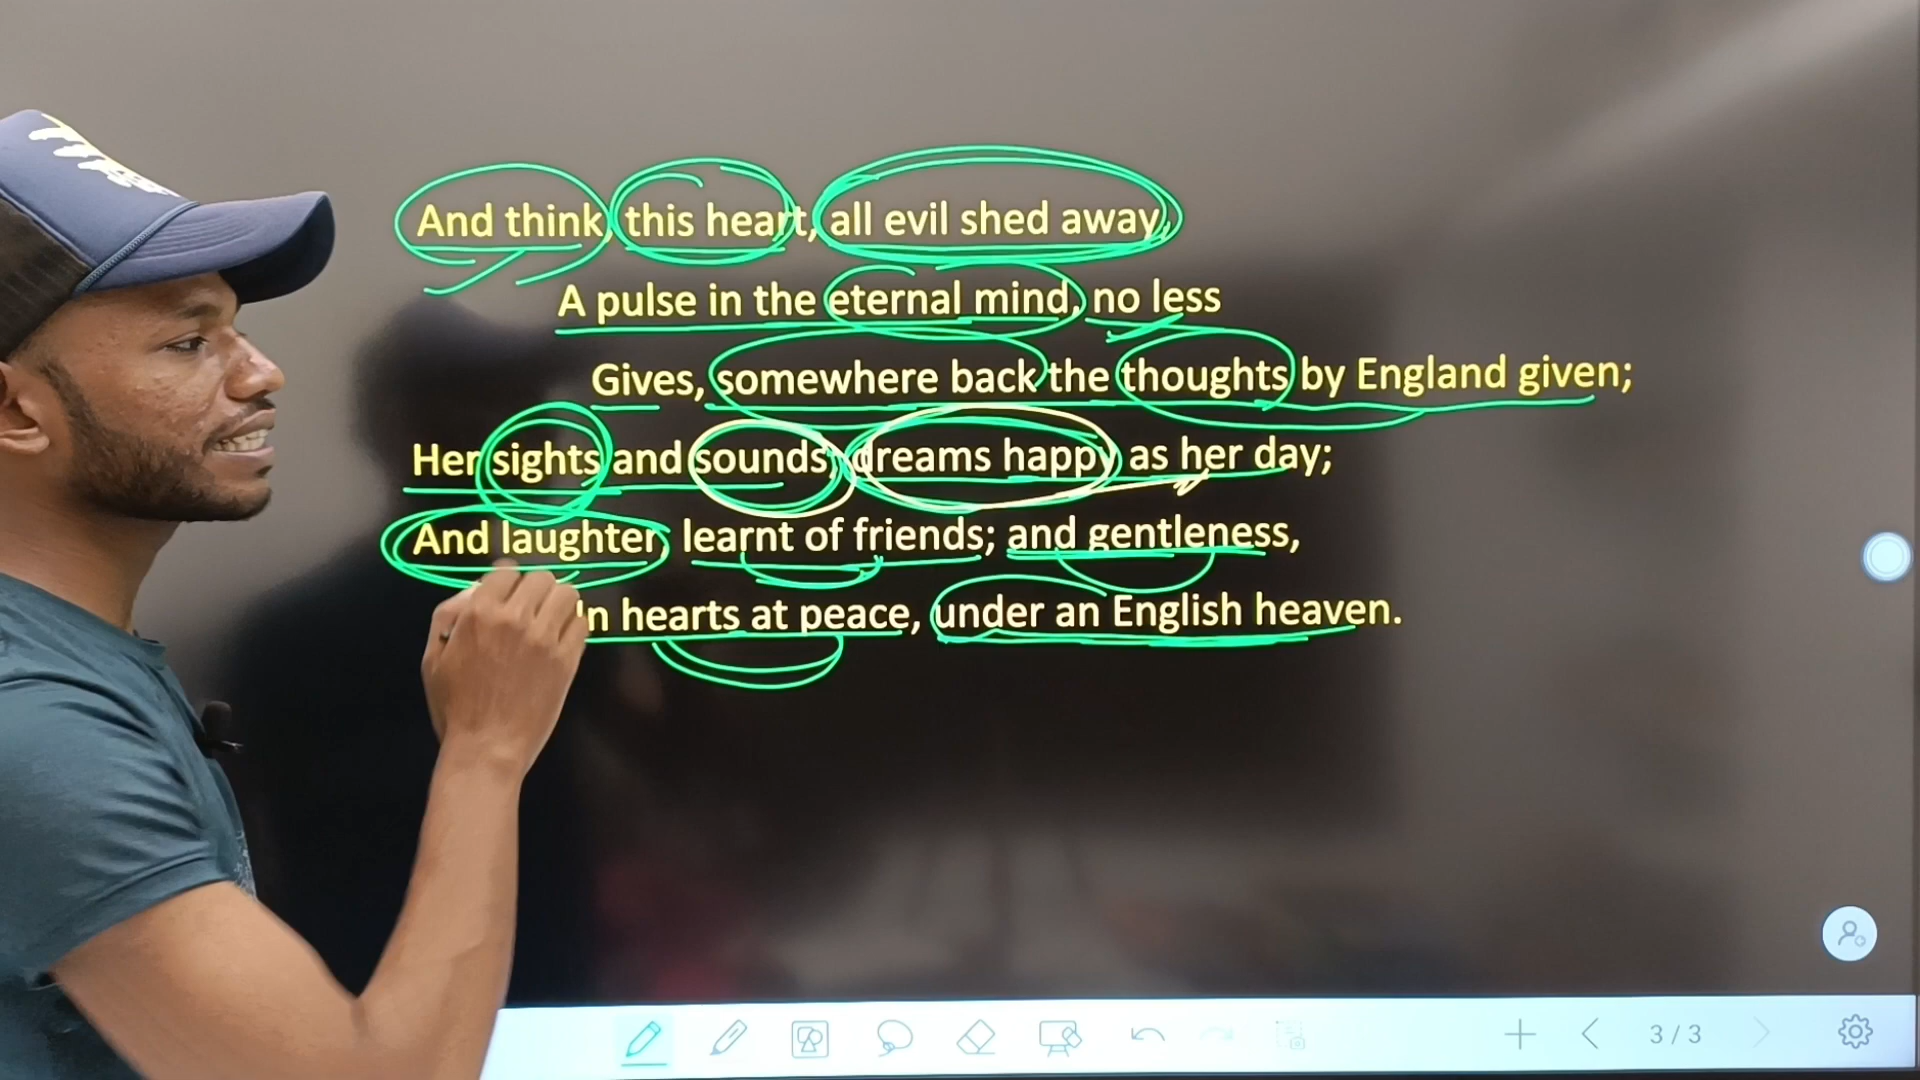 And think, this heart, all evil shed away,
A pulse in the eternal mind, no less
Gives, somewhere back the thoughts by England given;
Her sights and sounds; dreams happy as her day;
And laughter, learnt of friends; and gentleness,
In hearts at peace, under an English heaven.
3/3